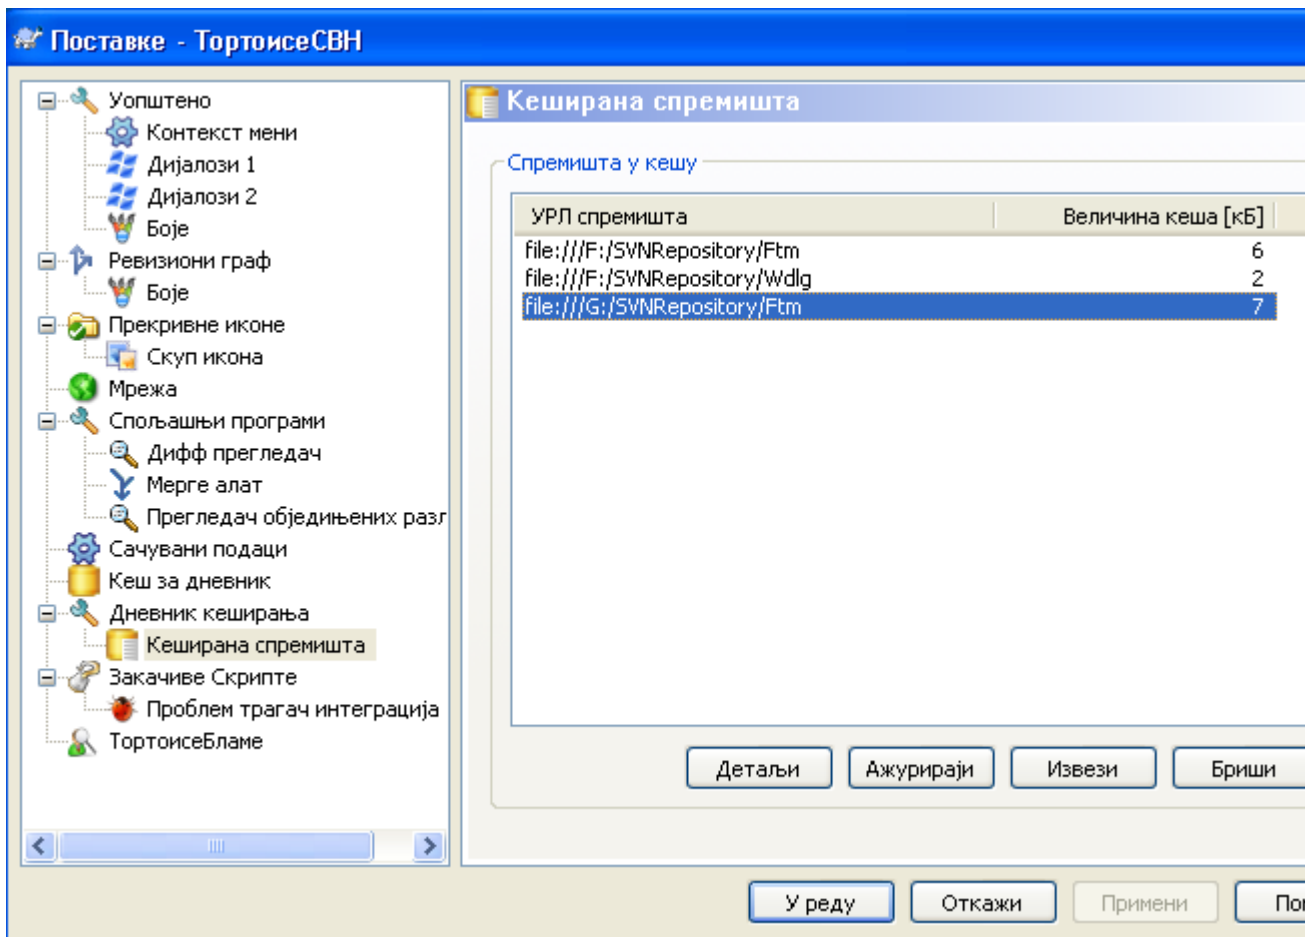 Поставке - ТортоисеСВН
Уопштено
Контекст мени
Дијалози 1
Дијалози 2
Боје
Ревизиони граф
Боје
Прекривне иконе
Скуп икона
Мрежа
Спољашњи програми
Дифф прегледач
Мерге алат
Прегледач обједињених
Сачувани подаци
Кеш за дневник
Дневник кеширања
Кеширана спремишта
Закачиве Скрипте
Проблем трагач интеграција
ТортоисеБламе
Кеширана спремишта
Спремишта у кешу
УРЛ спремишта Величина кеша [кБ]
file:///F:/SVNRepository/Ftm 6
file:///F:/SVNRepository/Wdlg 2
file:///G:/SVNRepository/Ftm 7
Детаљи Ажурирaји Извези Бриши
У реду Откажи Примени